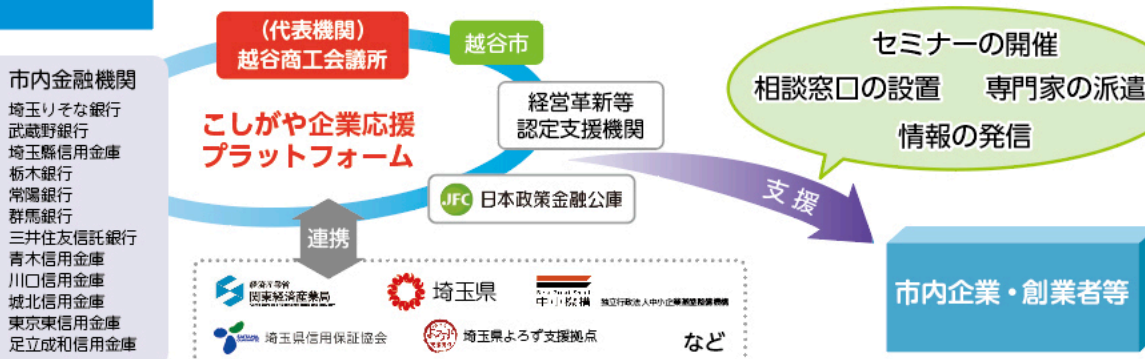 （代表機関）
越谷商工会議所
越谷市
経営革新等
認定支援機関
JFC 日本政策金融公庫
こしがや企業応援
プラットフォーム
市内金融機関
埼玉りそな銀行
武蔵野銀行
埼玉縣信用金庫
栃木銀行
常陽銀行
群馬銀行
三井住友信託銀行
青木信用金庫
川口信用金庫
城北信用金庫
東京東信用金庫
足立成和信用金庫
連携
経済産業省
関東経済産業局
埼玉県
中小機構 独立行政法人中小企業基盤整備機構
埼玉県信用保証協会
よろず 埼玉県よろず支援拠点
など
セミナーの開催
相談窓口の設置 専門家の派遣
情報の発信
支援
市内企業・創業者等